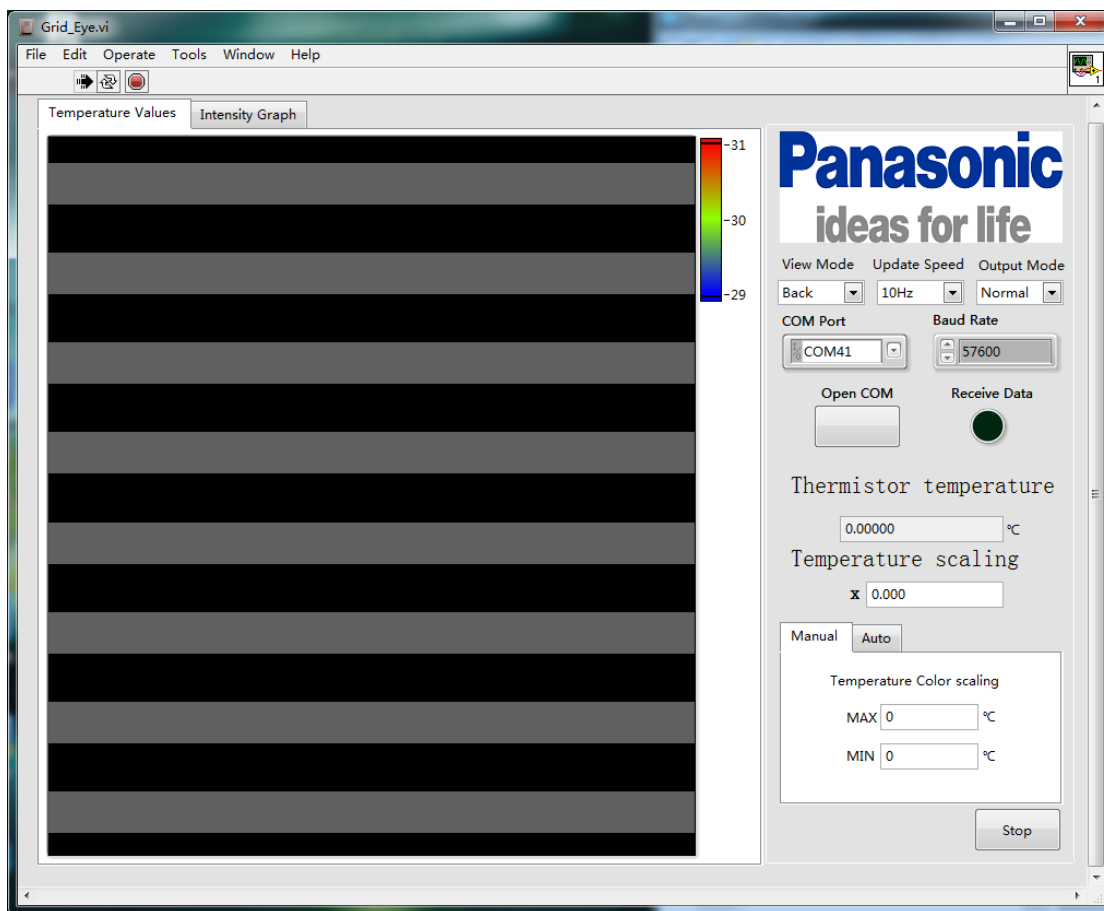 Grid_Eye.vi
File Edit Operate Tools Window Help
1
Temperature Values Intensity Graph
31
30
29
Panasonic
ideas for life
View Mode Update Speed Output Mode
Back 10Hz Normal
COM Port Baud Rate
I/O COM41 57600
Open COM Receive Data
Thermistor temperature
0.00000 ℃
Temperature scaling
x 0.000
Manual Auto
Temperature Color scaling
MAX 0 ℃
MIN 0 ℃
Stop